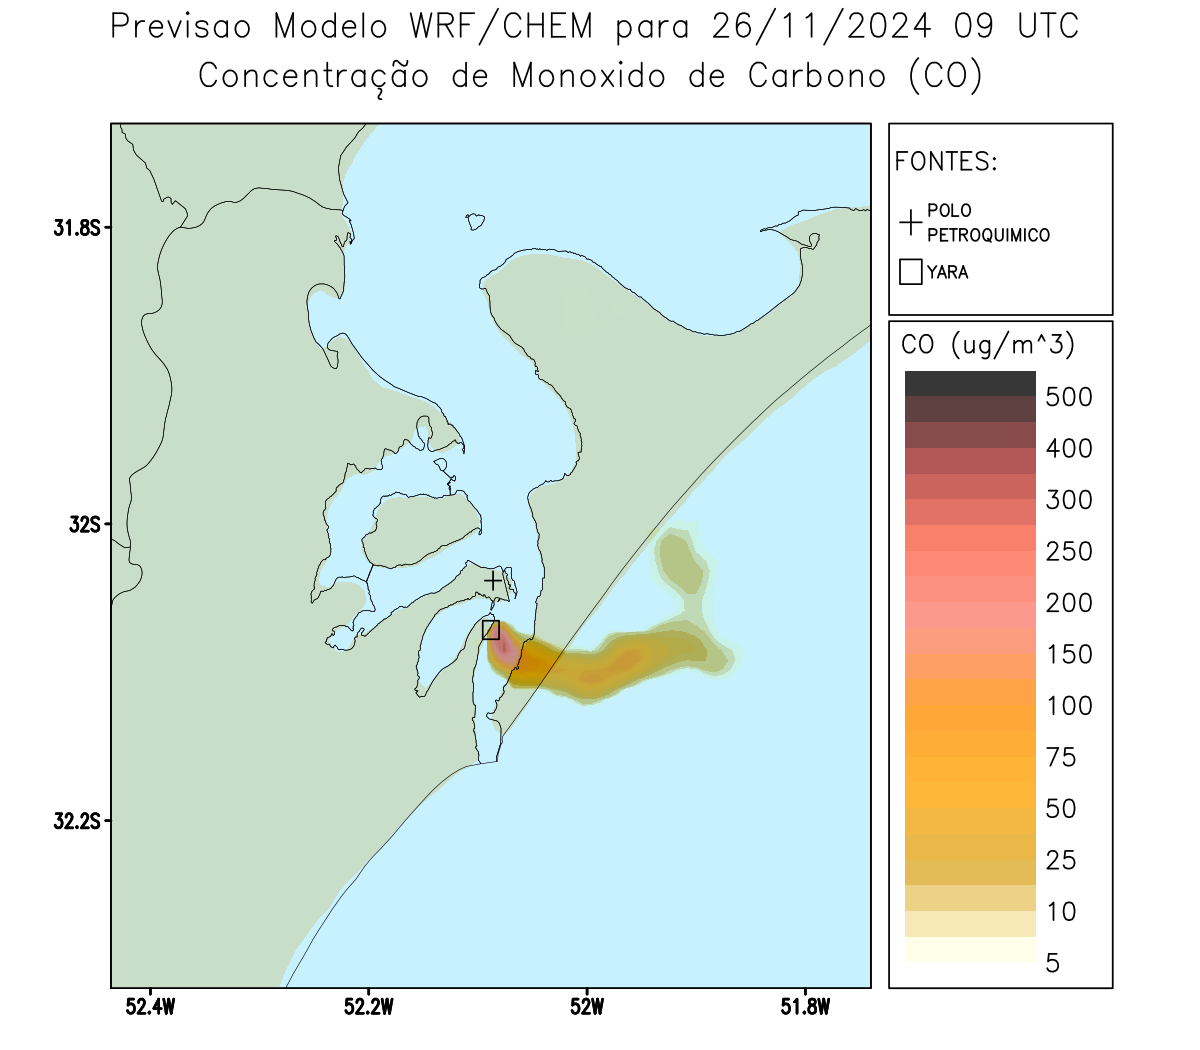 Previsao Modelo WRF/CHEM para 26/11/2024 09 UTC
Concentração de Monoxido de Carbono (CO)
FONTES:
POLO
PETROQUIMICO
YARA
CO (ug/m^3)
500
400
300
250
200
150
100
75
50
25
10
5
31.8S
32S
32.2S
52.4W
52.2W
52W
51.8W